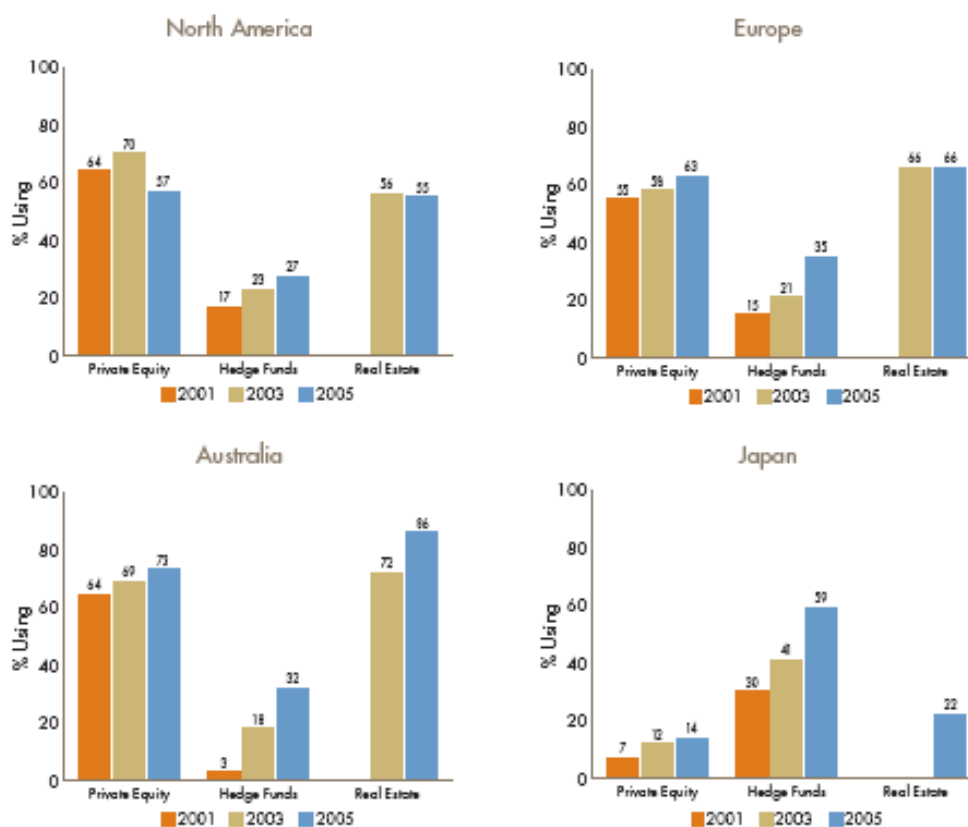 North America
% Using
100
80
60
40
20
0
64 70 57
17 23 27
56 55
Private Equity Hedge Funds Real Estate
2001 2003 2005
Europe
% Using
100
80
60
40
20
0
55 58 63
15 21 35
66 66
Private Equity Hedge Funds Real Estate
2001 2003 2005
Australia
% Using
100
80
60
40
20
0
64 69 73
3 18 32
72 86
Private Equity Hedge Funds Real Estate
2001 2003 2005
Japan
% Using
100
80
60
40
20
0
7 12 14
30 41 59
22
Private Equity Hedge Funds Real Estate
2001 2003 2005